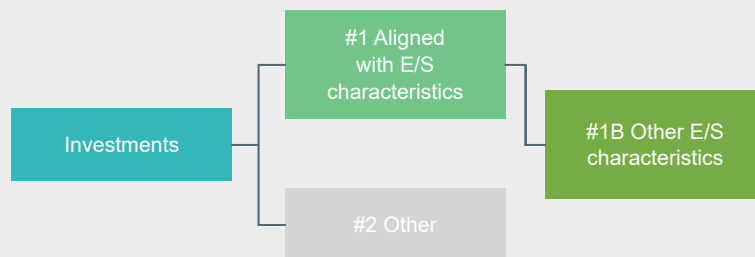 #1 Aligned
with E/S
characteristics
Investments
#1B Other E/S
characteristics
#2 Other